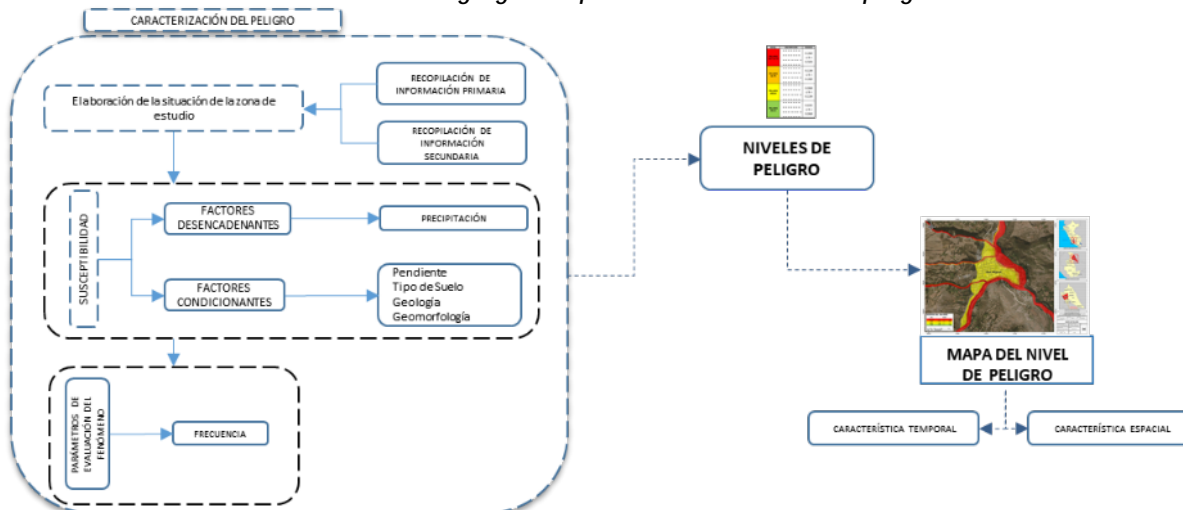 CARACTERIZACIÓN DEL PELIGRO
Elaboración de la situación de la zona de
estudio
RECOPILACIÓN DE
INFORMACIÓN PRIMARIA
RECOPILACIÓN DE
INFORMACIÓN
SECUNDARIA
SUSCEPTIBILIDAD
FACTORES
DESENCADENANTES
PRECIPITACIÓN
FACTORES
CONDICIONANTES
Pendiente
Tipo de Suelo
Geología
Geomorfología
PARÁMETROS DE
EVALUACIÓN DEL
FENÓMENO
FRECUENCIA
NIVELES DE
PELIGRO
MAPA DEL NIVEL
DE PELIGRO
CARACTERÍSTICA TEMPORAL
CARACTERÍSTICA ESPACIAL